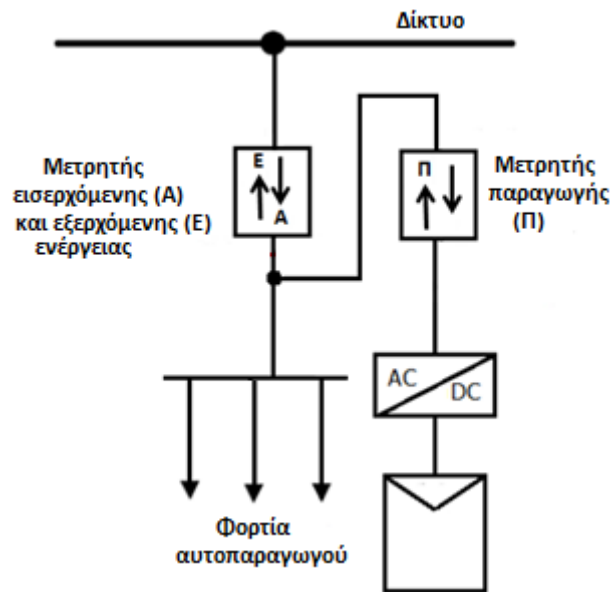 Δίκτυο
Μετρητής
εισερχόμενης (Α)
και εξερχόμενης (Ε)
ενέργειας
Ε
Α
Π
Μετρητής
παραγωγής
(Π)
AC
DC
Φορτία
αυτοπαραγωγού